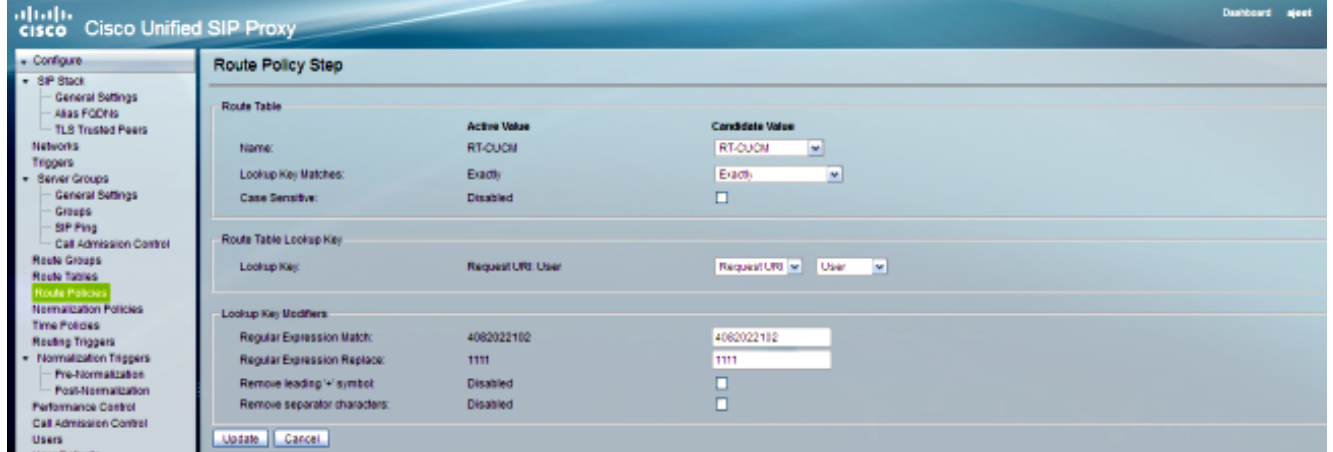 Dashboard ajeet
CISCO Cisco Unified SIP Proxy
Configure
SIP Stack
General Settings
Alias FQDNs
TLS Trusted Peers
Networks
Triggers
Server Groups
General Settings
Groups
SIP Ping
Call Admission Control
Route Groups
Route Tables
Route Policies
Normalization Policies
Time Policies
Routing Triggers
Normalization Triggers
Pre-Normalization
Post-Normalization
Performance Control
Call Admission Control
Users
Route Policy Step
Route Table
Active Value Candidate Value
Name: RT-CUCM RT-CUCM
Lookup Key Matches: Exactly Exactly
Case Sensitive: Disabled
Route Table Lookup Key
Lookup Key: Request URI: User Request URI User
Lookup Key Modifiers
Regular Expression Match: 4082022102 4082022102
Regular Expression Replace: 1111 1111
Remove leading '+' symbol: Disabled
Remove separator characters: Disabled
Update Cancel